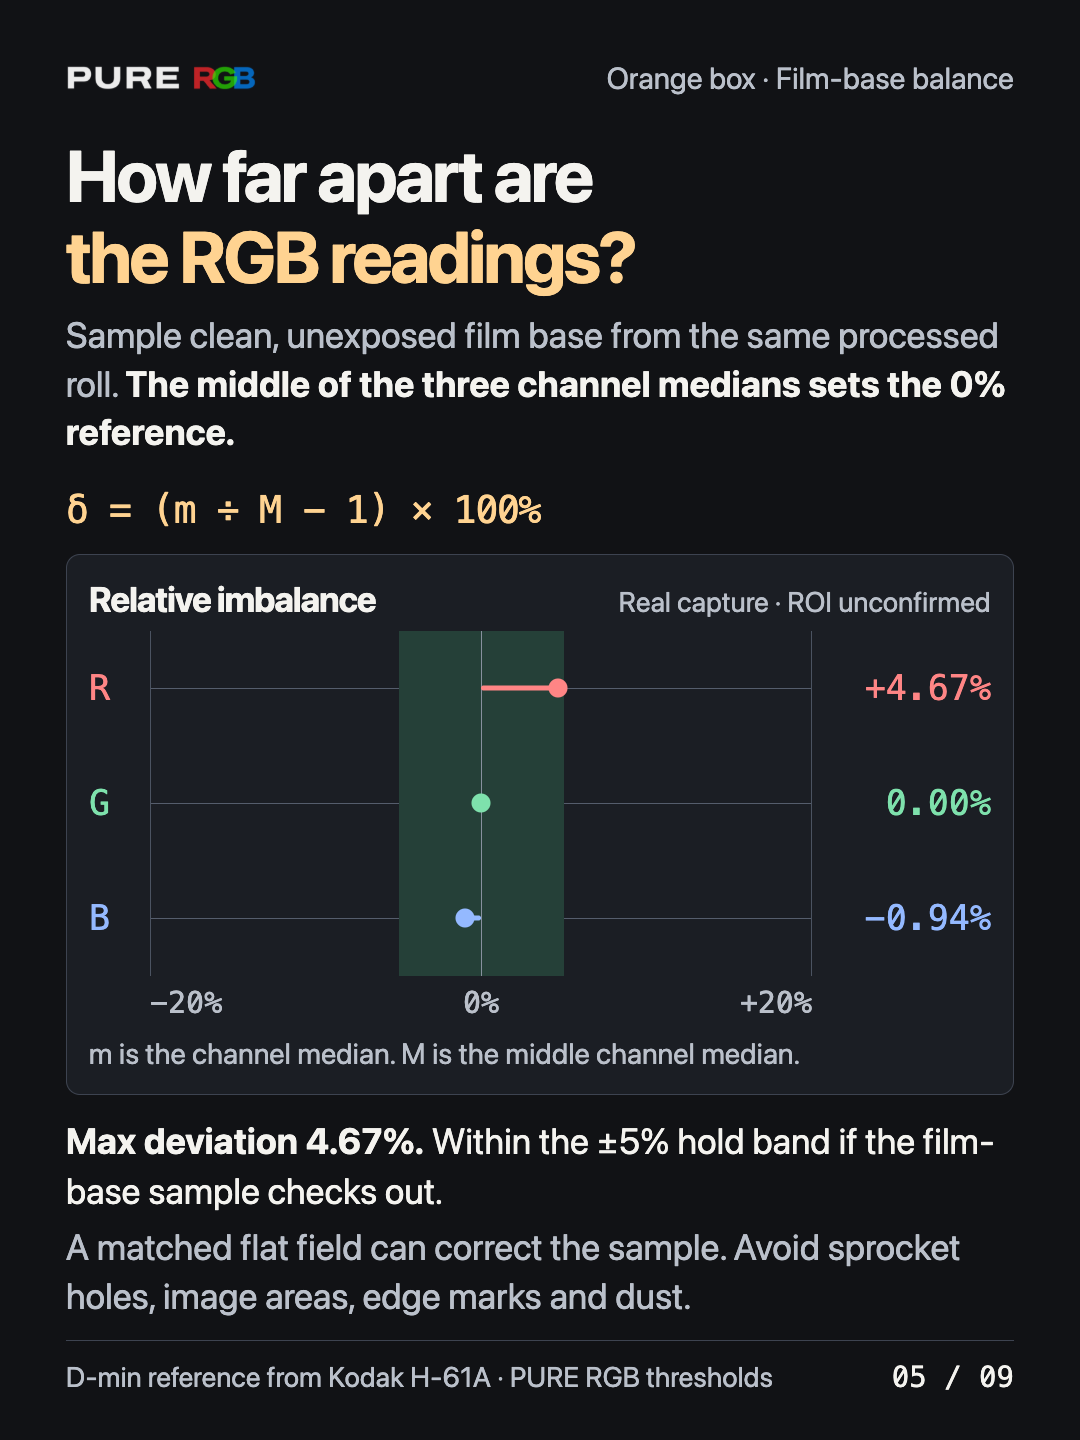 PURE RGB
Orange box · Film-base balance
How far apart are
the RGB readings?
Sample clean, unexposed film base from the same processed
roll. The middle of the three channel medians sets the 0%
reference.
δ = (m ÷ M − 1) × 100%
Relative imbalance
Real capture · ROI unconfirmed
R +4.67%
G 0.00%
B −0.94%
−20% 0% +20%
m is the channel median. M is the middle channel median.
Max deviation 4.67%. Within the ±5% hold band if the film-
base sample checks out.
A matched flat field can correct the sample. Avoid sprocket
holes, image areas, edge marks and dust.
D-min reference from Kodak H-61A · PURE RGB thresholds
05 / 09